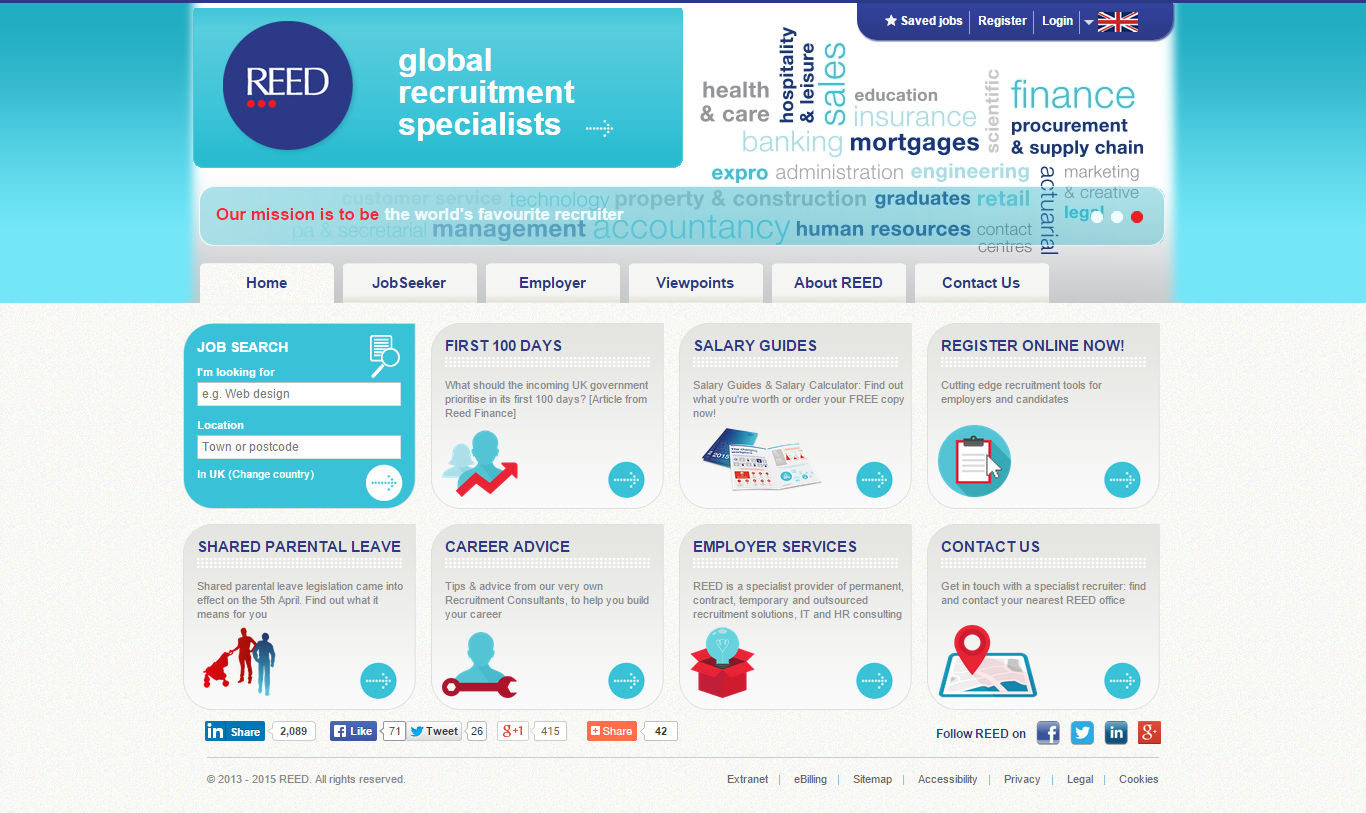 Saved jobs
Register
Login
REED
global
recruitment
specialists
health
& care
hospitality
& leisure
sales
education
insurance
scientific
finance
banking
mortgages
procurement
& supply chain
expro
administration
engineering
actuarial
marketing
& creative
legal
customer service
technology
property & construction
graduates
retail
Our mission is to be the world's favourite recruiter
pa & secretarial
management
accountancy
human resources
contact
centres
Home
JobSeeker
Employer
Viewpoints
About REED
Contact Us
JOB SEARCH
I'm looking for
e.g. Web design
Location
Town or postcode
In UK (Change country)
FIRST 100 DAYS
What should the incoming UK government
prioritise in its first 100 days? [Article from
Reed Finance]
SALARY GUIDES
Salary Guides & Salary Calculator: Find out
what you're worth or order your FREE copy
now!
2015
REGISTER ONLINE NOW!
Cutting edge recruitment tools for
employers and candidates
SHARED PARENTAL LEAVE
Shared parental leave legislation came into
effect on the 5th April. Find out what it
means for you
CAREER ADVICE
Tips & advice from our very own
Recruitment Consultants, to help you build
your career
EMPLOYER SERVICES
REED is a specialist provider of permanent,
contract, temporary and outsourced
recruitment solutions, IT and HR consulting
CONTACT US
Get in touch with a specialist recruiter: find
and contact your nearest REED office
in Share 2,089
f Like 71
Tweet 26
g+1 415
Share 42
Follow REED on
f
in
g+
© 2013 - 2015 REED. All rights reserved.
Extranet | eBilling | Sitemap | Accessibility | Privacy | Legal | Cookies